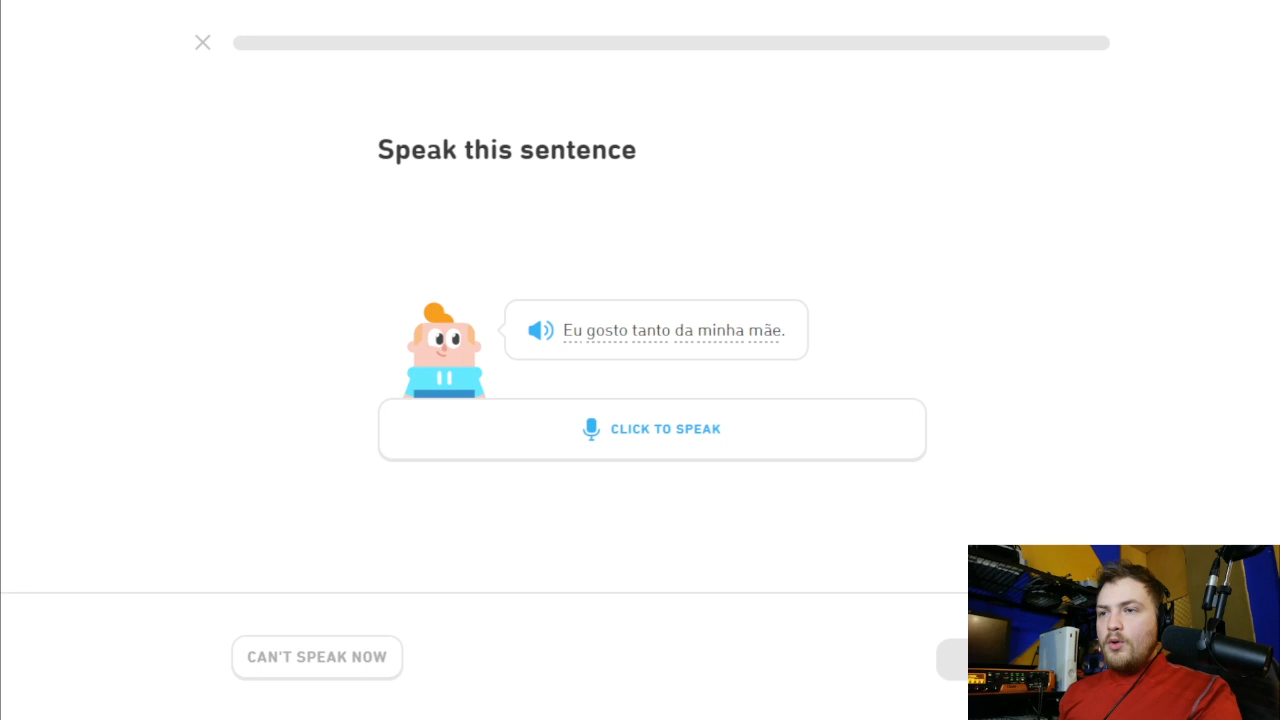 Speak this sentence
Eu gosto tanto da minha mãe.
CLICK TO SPEAK
CAN'T SPEAK NOW